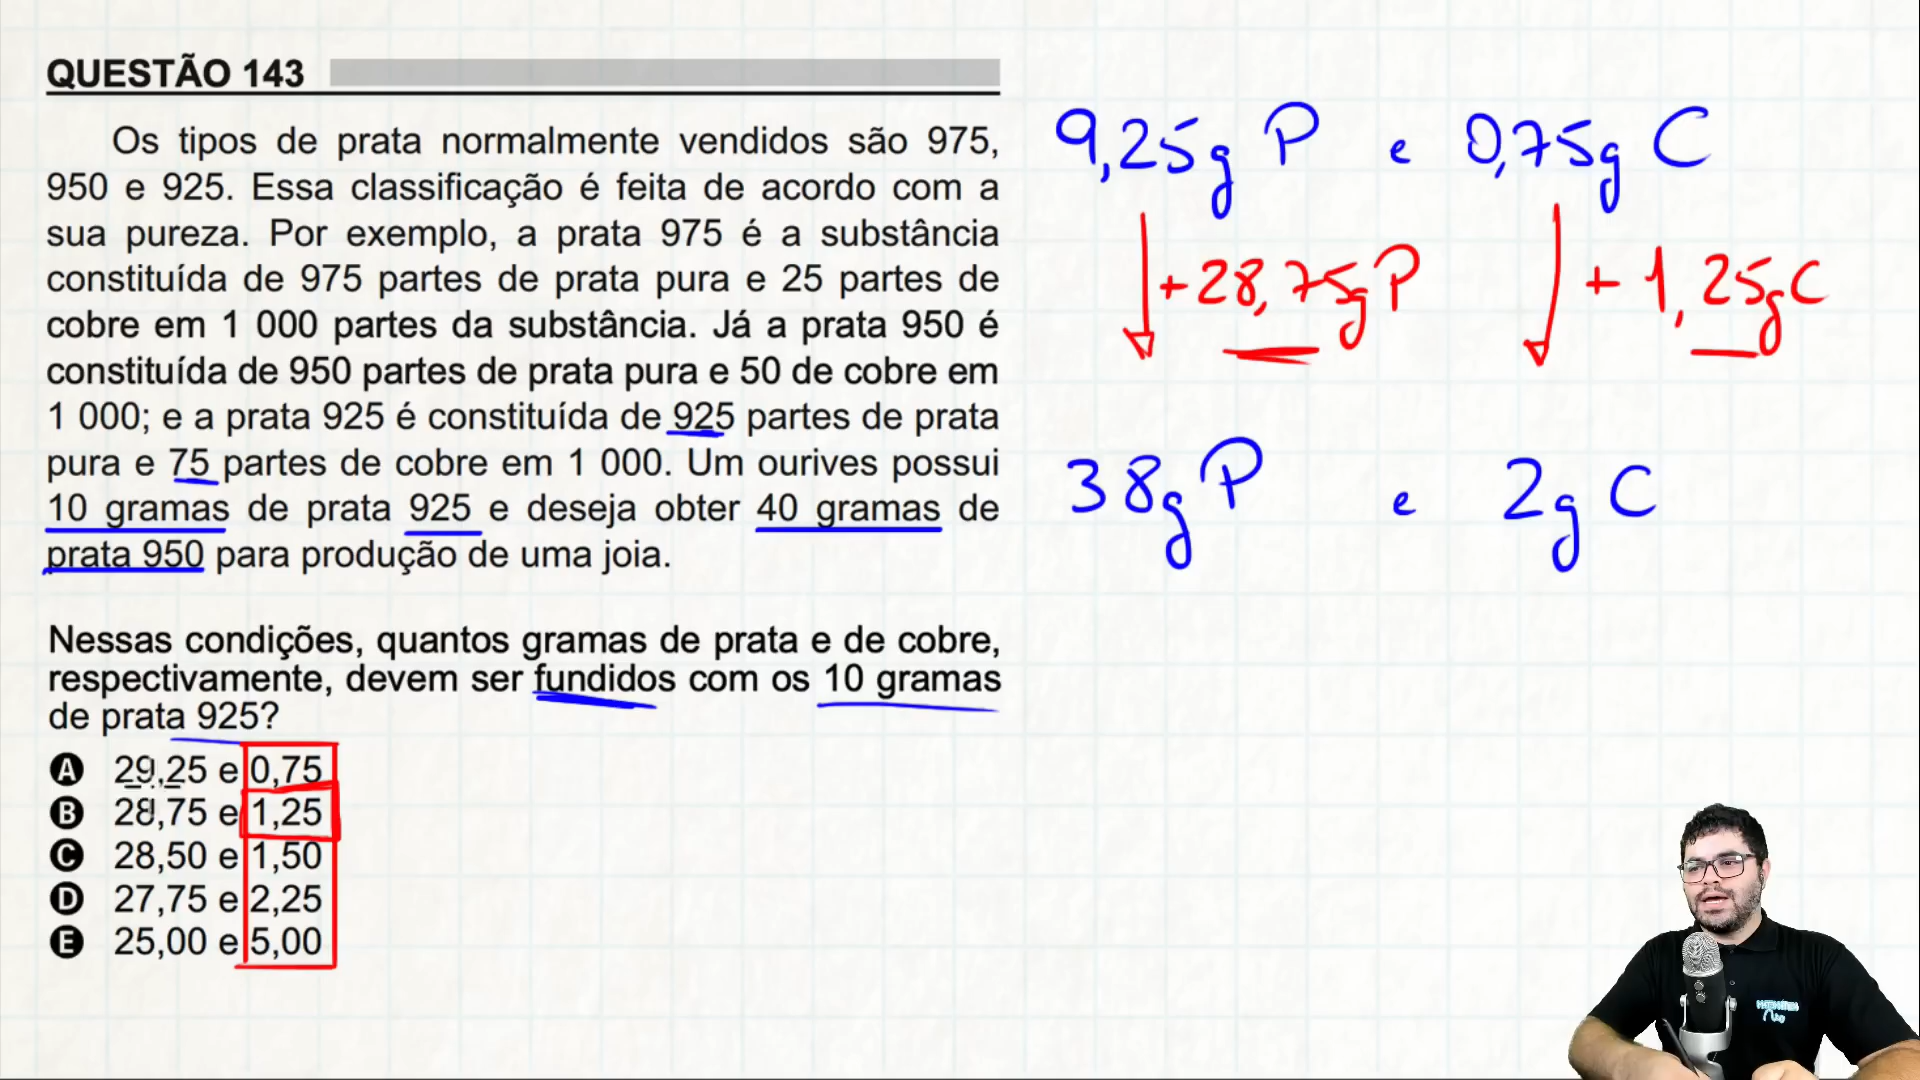 QUESTÃO 143
Os tipos de prata normalmente vendidos são 975,
950 e 925. Essa classificação é feita de acordo com a
sua pureza. Por exemplo, a prata 975 é a substância
constituída de 975 partes de prata pura e 25 partes de
cobre em 1 000 partes da substância. Já a prata 950 é
constituída de 950 partes de prata pura e 50 de cobre em
1 000; e a prata 925 é constituída de 925 partes de prata
pura e 75 partes de cobre em 1 000. Um ourives possui
10 gramas de prata 925 e deseja obter 40 gramas de
prata 950 para produção de uma joia.
Nessas condições, quantos gramas de prata e de cobre,
respectivamente, devem ser fundidos com os 10 gramas
de prata 925?
A 29,25 e 0,75
B 28,75 e 1,25
C 28,50 e 1,50
D 27,75 e 2,25
E 25,00 e 5,00
9,25g P e 0,75g C
+28,75g P + 1,25g C
38g P e 2g C